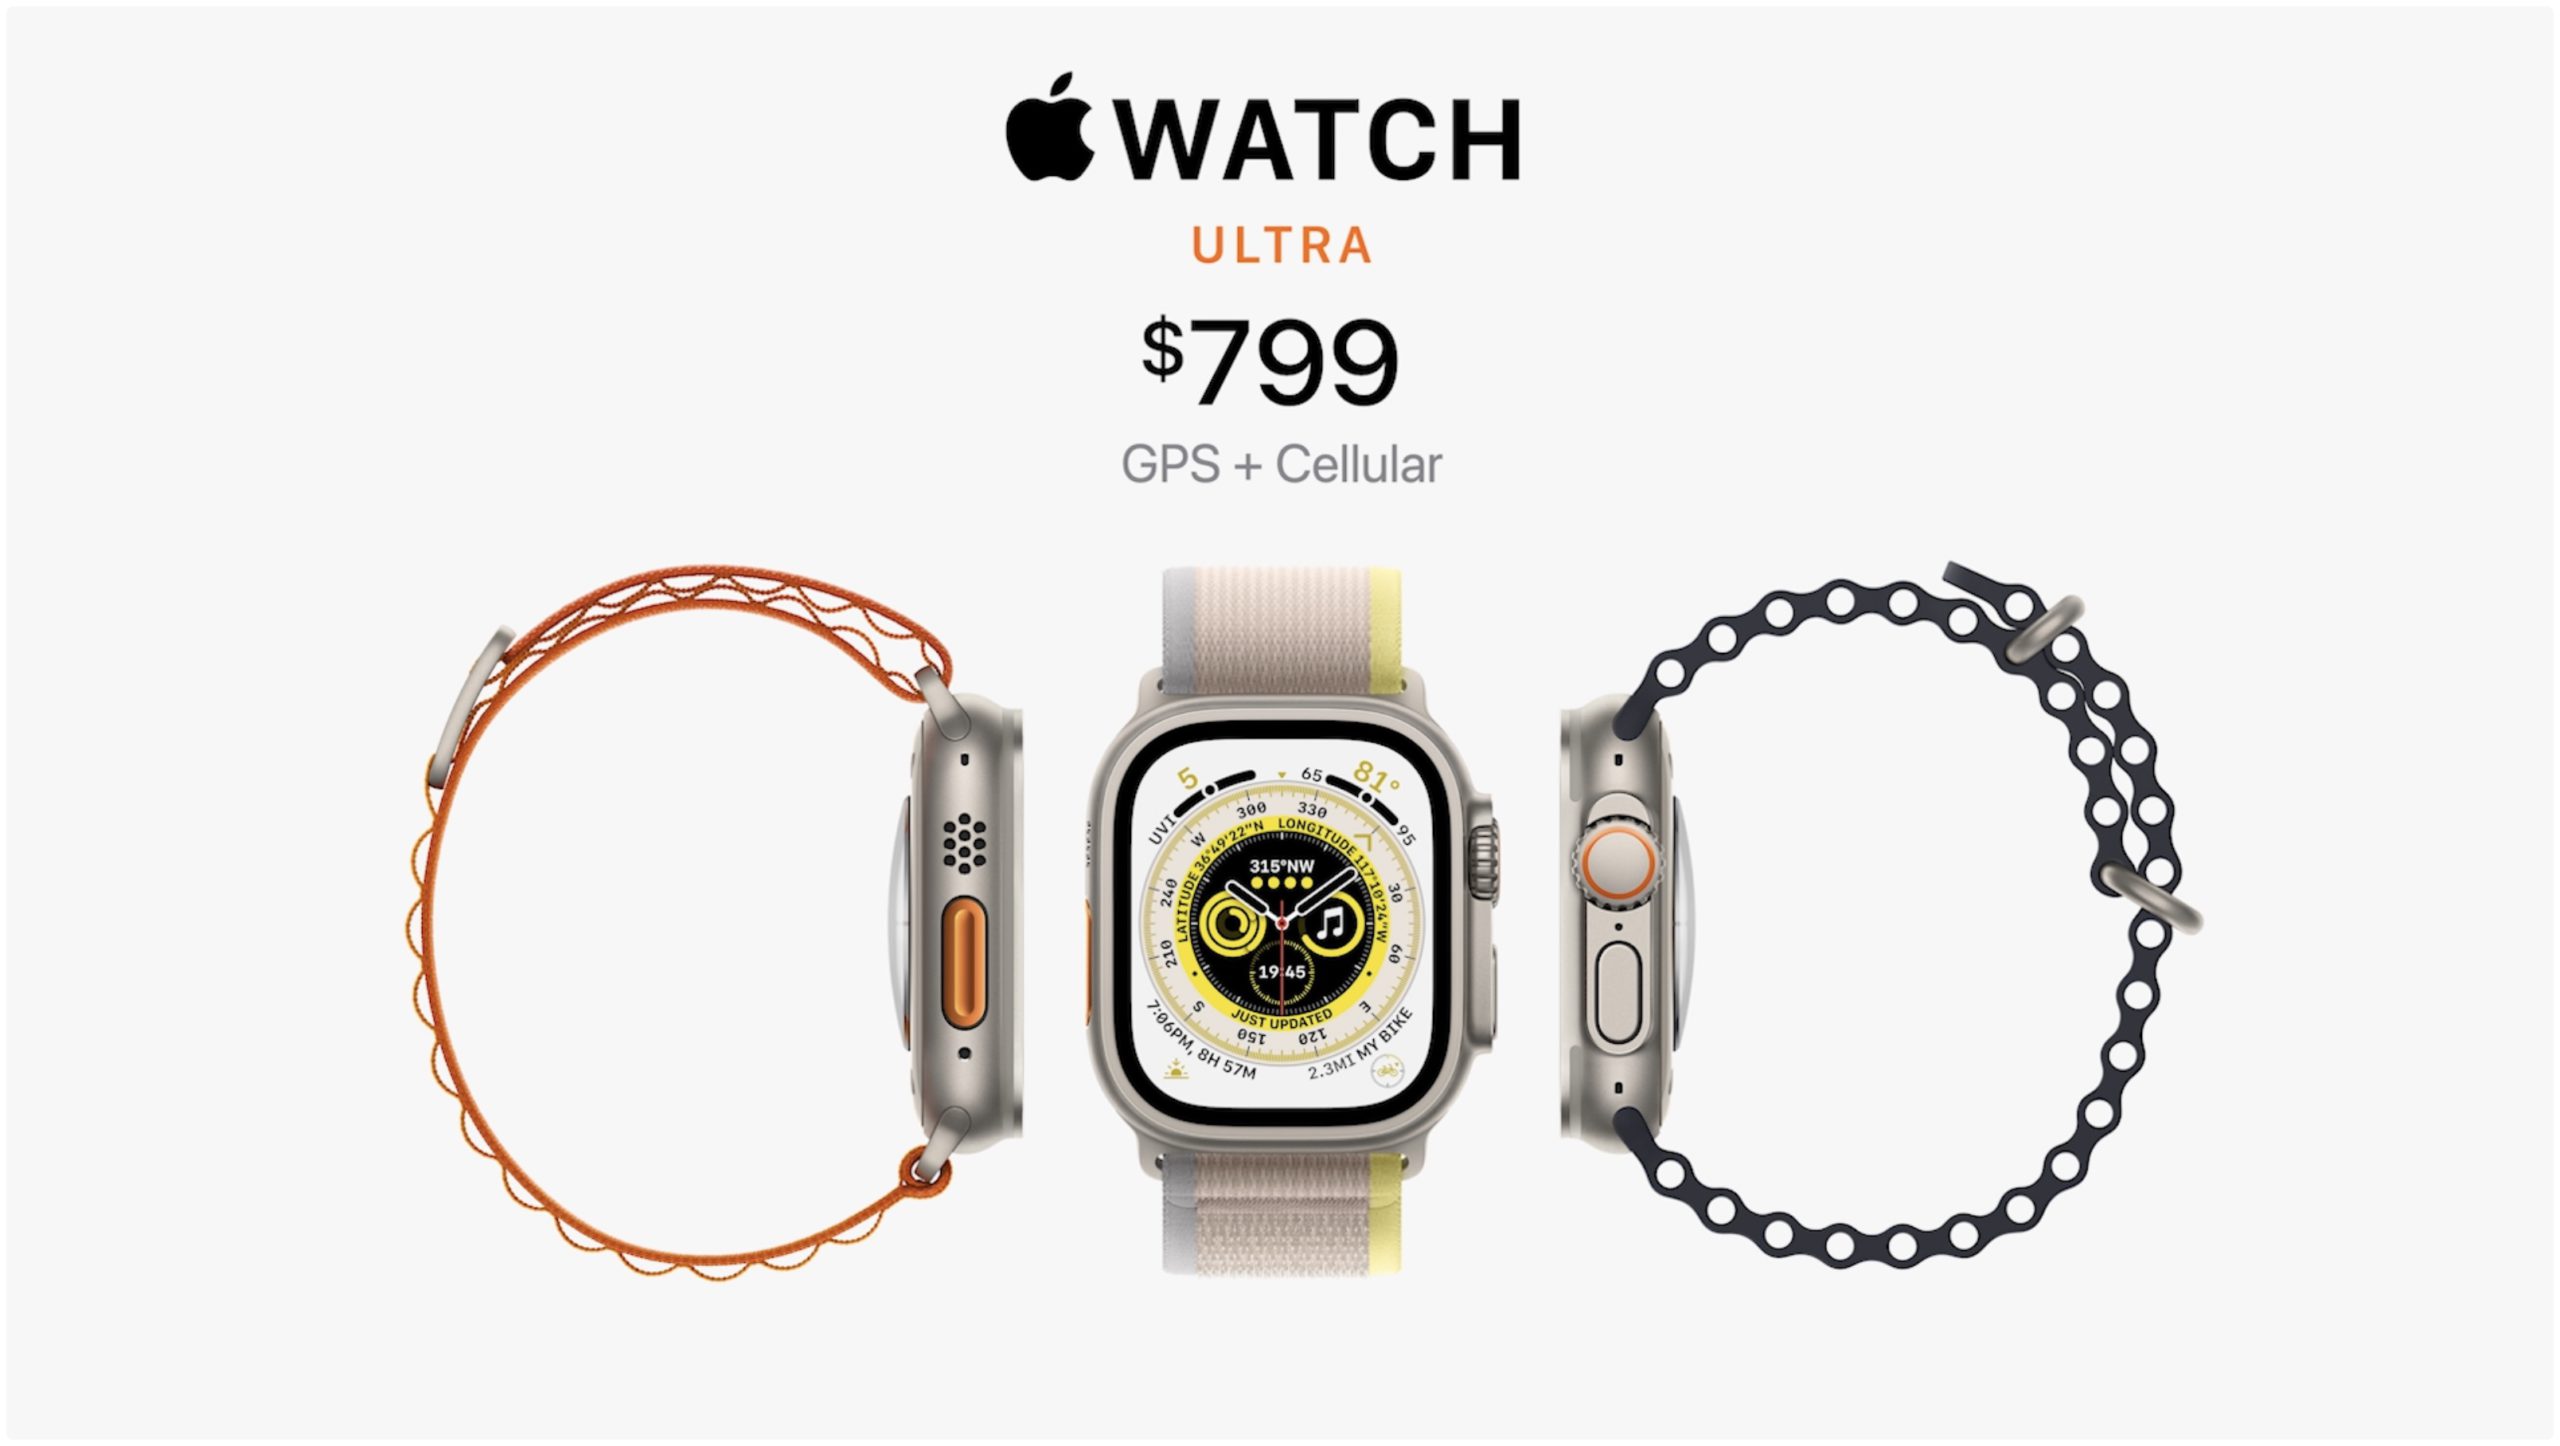 WATCH
ULTRA
$799
GPS + Cellular
5
UVI
65
81°
95
300
330
W
240
210
S
150
120
E
60
30
LATITUDE 36°49'22"N LONGITUDE 117°10'24"W
315°NW
19:45
JUST UPDATED
7:06PM, 8H 57M
2.3MI MY BIKE